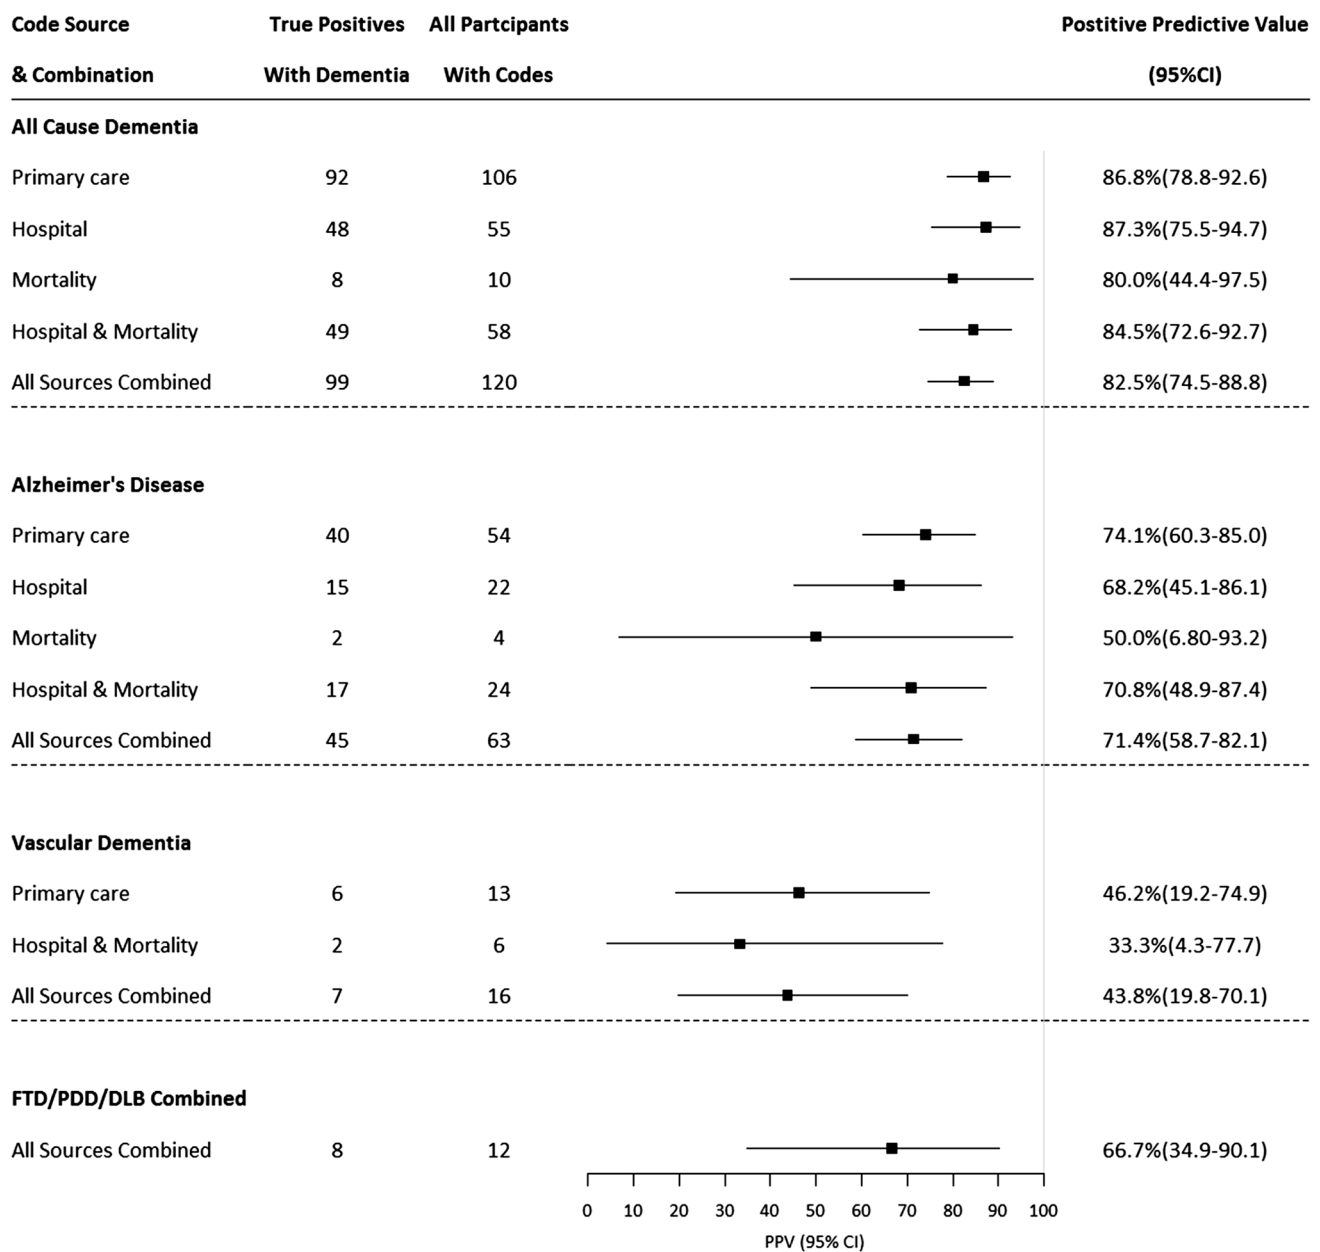 Code Source True Positives All Partcipants Postitive Predictive Value
& Combination With Dementia With Codes (95%CI)
All Cause Dementia
Primary care 92 106 86.8%(78.8-92.6)
Hospital 48 55 87.3%(75.5-94.7)
Mortality 8 10 80.0%(44.4-97.5)
Hospital & Mortality 49 58 84.5%(72.6-92.7)
All Sources Combined 99 120 82.5%(74.5-88.8)
Alzheimer's Disease
Primary care 40 54 74.1%(60.3-85.0)
Hospital 15 22 68.2%(45.1-86.1)
Mortality 2 4 50.0%(6.80-93.2)
Hospital & Mortality 17 24 70.8%(48.9-87.4)
All Sources Combined 45 63 71.4%(58.7-82.1)
Vascular Dementia
Primary care 6 13 46.2%(19.2-74.9)
Hospital & Mortality 2 6 33.3%(4.3-77.7)
All Sources Combined 7 16 43.8%(19.8-70.1)
FTD/PDD/DLB Combined
All Sources Combined 8 12 66.7%(34.9-90.1)
0 10 20 30 40 50 60 70 80 90 100
PPV (95% CI)